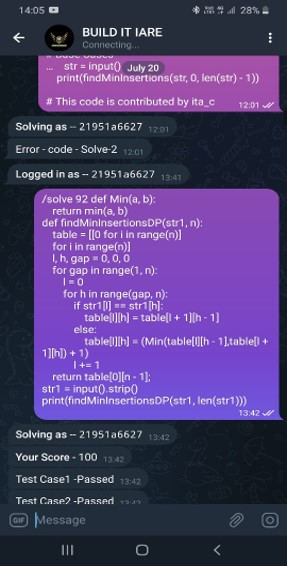 14:05
28%
BUILD IT IARE
Connecting...
# Base Cases
... str = input()
July 20
print(findMinInsertions(str, 0, len(str) - 1))
# This code is contributed by ita_c
12:01
Solving as -- 21951a6627 12:01
Error - code - Solve-2 12:01
Logged in as -- 21951a6627 13:41
/solve 92 def Min(a, b):
return min(a, b)
def findMinInsertionsDP(str1, n):
table = [[0 for i in range(n)]
for i in range(n)]
l, h, gap = 0, 0, 0
for gap in range(1, n):
l = 0
for h in range(gap, n):
if str1[l] == str1[h]:
table[l][h] = table[l + 1][h - 1]
else:
table[l][h] = (Min(table[l][h - 1],table[l +
1][h]) + 1)
l += 1
return table[0][n - 1];
str1 = input().strip()
print(findMinInsertionsDP(str1, len(str1)))
13:42
Solving as -- 21951a6627 13:42
Your Score - 100 13:42
Test Case1 -Passed 13:42
Test Case2 -Passed 13:42
GIF Message